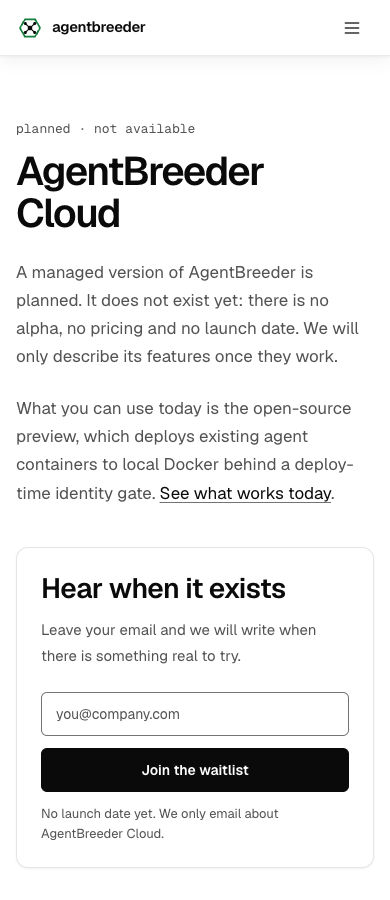 agentbreeder
planned · not available
AgentBreeder
Cloud
A managed version of AgentBreeder is
planned. It does not exist yet: there is no
alpha, no pricing and no launch date. We will
only describe its features once they work.
What you can use today is the open-source
preview, which deploys existing agent
containers to local Docker behind a deploy-
time identity gate. See what works today.
Hear when it exists
Leave your email and we will write when
there is something real to try.
you@company.com
Join the waitlist
No launch date yet. We only email about
AgentBreeder Cloud.